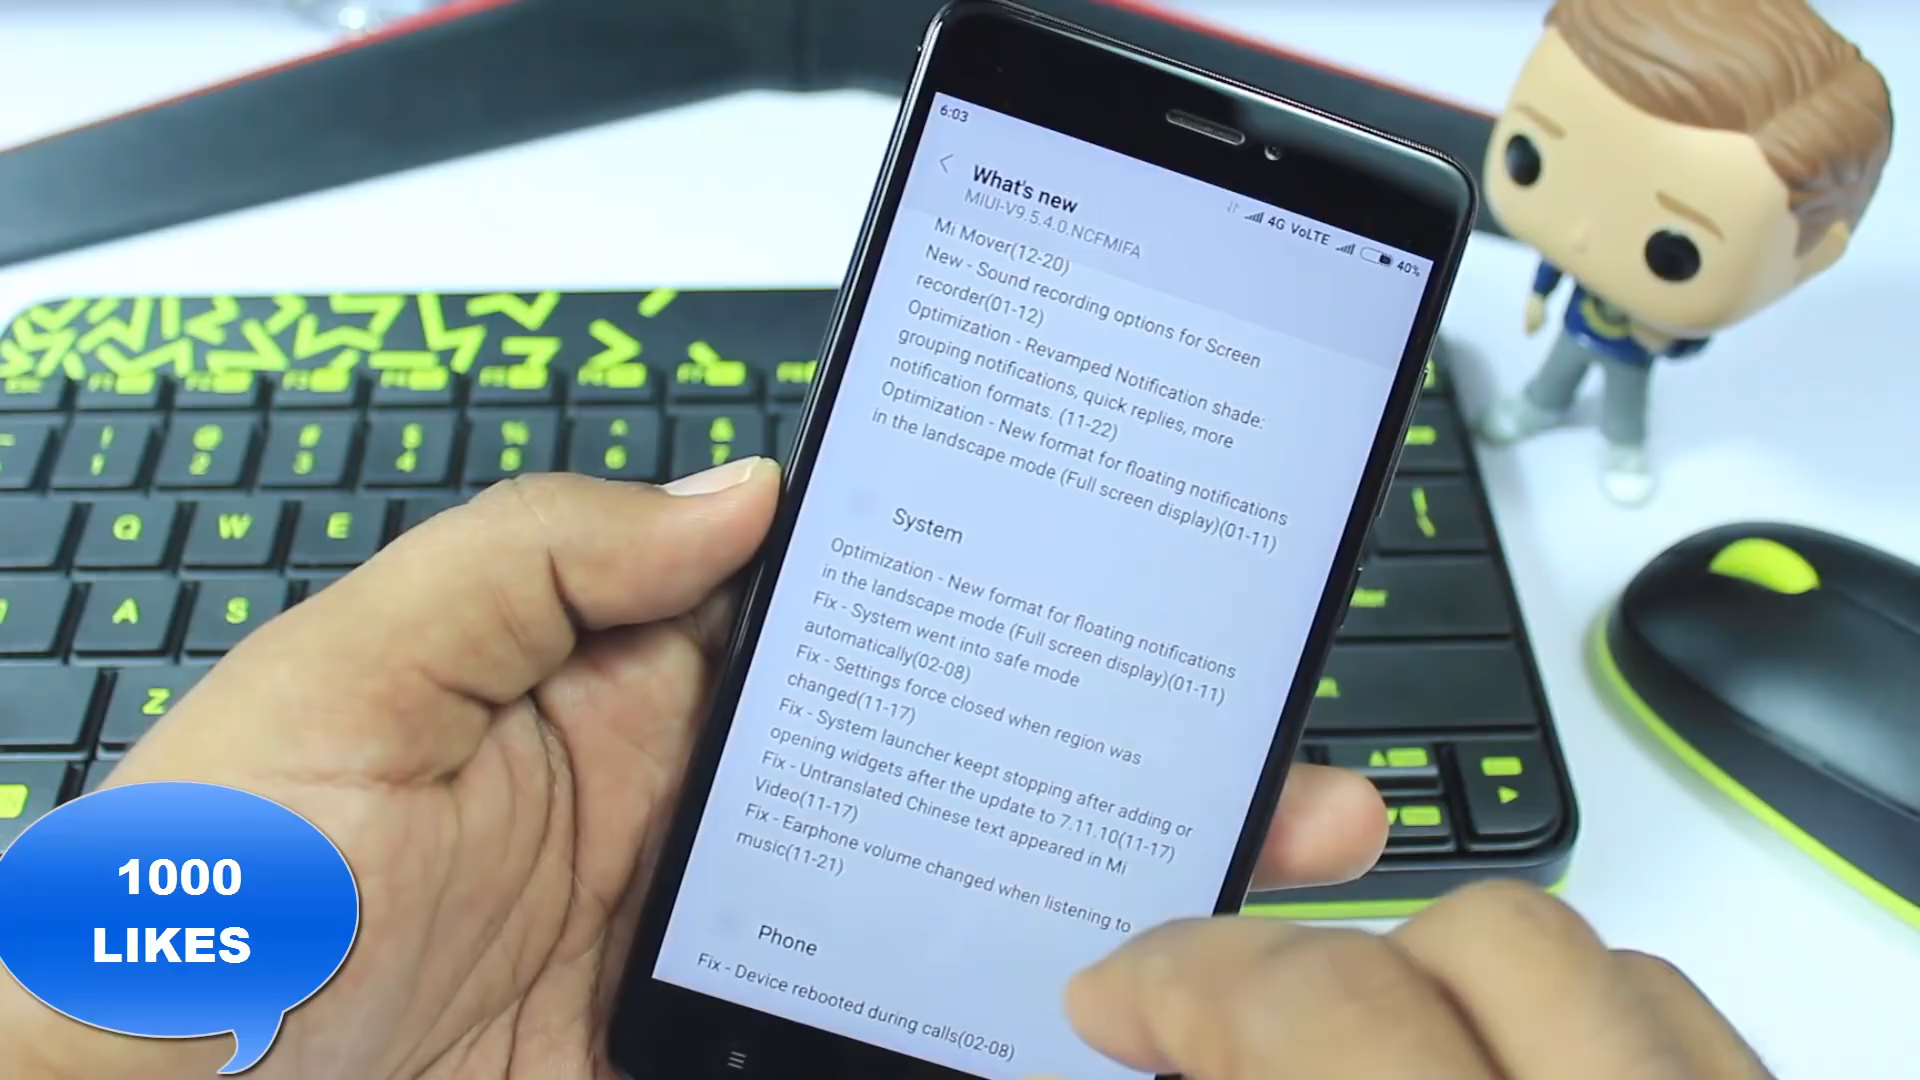 6:03
4G VoLTE
40%
What's new
MIUI-V9.5.4.0.NCFMIFA
Mi Mover(12-20)
New - Sound recording options for Screen
recorder(01-12)
Optimization - Revamped Notification shade:
grouping notifications, quick replies, more
notification formats. (11-22)
Optimization - New format for floating notifications
in the landscape mode (Full screen display)(01-11)
System
Optimization - New format for floating notifications
in the landscape mode (Full screen display)(01-11)
Fix - System went into safe mode
automatically(02-08)
Fix - Settings force closed when region was
changed(11-17)
Fix - System launcher keept stopping after adding or
opening widgets after the update to 7.11.10(11-17)
Fix - Untranslated Chinese text appeared in Mi
Video(11-17)
Fix - Earphone volume changed when listening to
music(11-21)
Phone
Fix - Device rebooted during calls(02-08)
! @ # $ % ^ &
1 2 3 4 5 6 7
Q W E
A S
Z
1000
LIKES